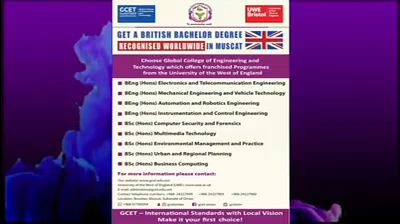 GCET
UWE Bristol
GET A BRITISH BACHELOR DEGREE
RECOGNISED WORLDWIDE IN MUSCAT
Choose Global College of Engineering and
Technology which offers franchised Programmes
from the University of the West of England
BEng (Hons) Electronics and Telecommunication Engineering
BEng (Hons) Mechanical Engineering and Vehicle Technology
BEng (Hons) Automation and Robotics Engineering
BEng (Hons) Instrumentation and Control Engineering
BSc (Hons) Computer Security and Forensics
BSc (Hons) Multimedia Technology
BSc (Hons) Environmental Management and Practice
BSc (Hons) Urban and Regional Planning
BSc (Hons) Business Computing
For more information please contact:
GCET – International Standards with Local Vision
Make it your first choice!